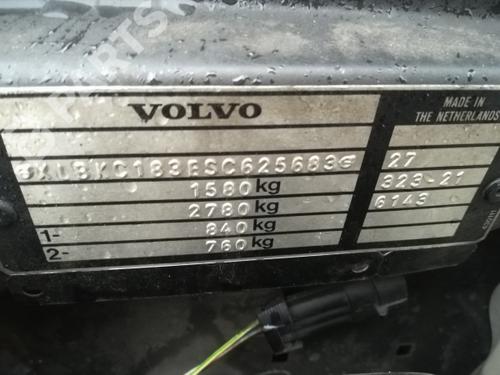 VOLVO
MADE IN
THE NETHERLANDS
XLBKC183ESC625683 27
1580 kg 323-21
2780 kg 6143
1- 840 kg
2- 760 kg